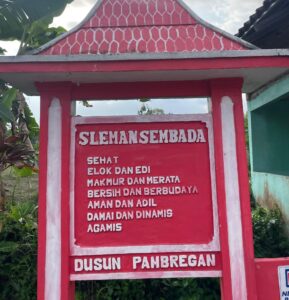 SLEMAN SEMBADA
SEHAT
ELOK DAN EDI
MAKMUR DAN MERATA
BERSIH DAN BERBUDAYA
AMAN DAN ADIL
DAMAI DAN DINAMIS
AGAMIS
DUSUN PAMBREGAN